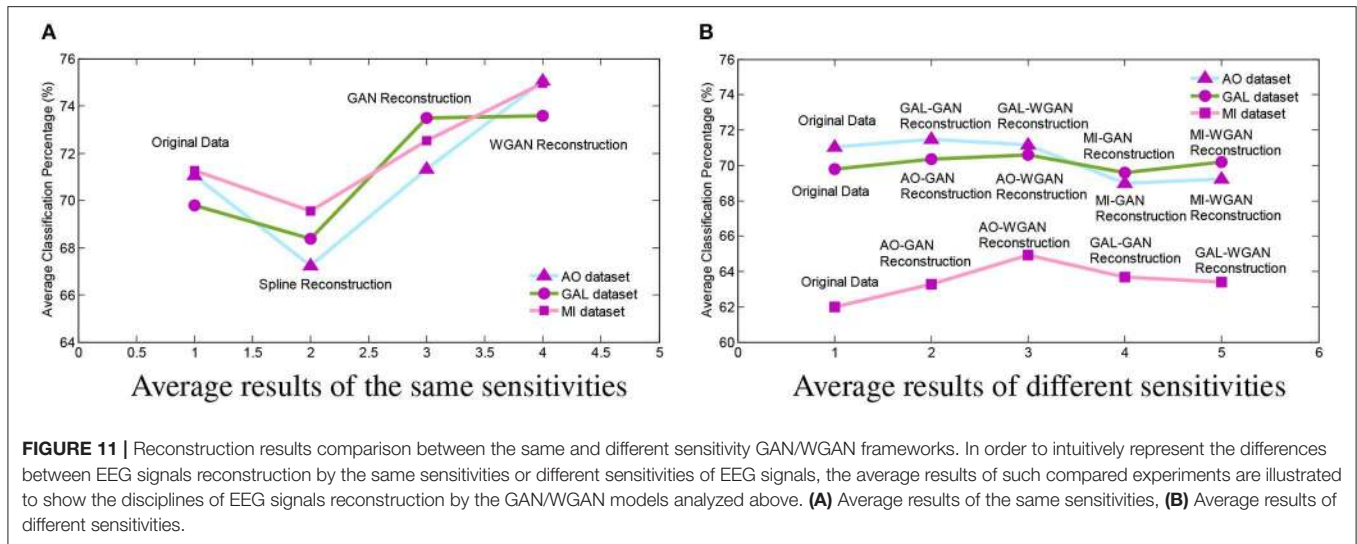 A
Average Classification Percentage (%)
76
74
72
70
68
66
64
Original Data
GAN Reconstruction
WGAN Reconstruction
Spline Reconstruction
AO dataset
GAL dataset
MI dataset
0 0.5 1 1.5 2 2.5 3 3.5 4 4.5 5
Average results of the same sensitivities
B
Average Classification Percentage (%)
76
74
72
70
68
66
64
62
60
AO dataset
GAL dataset
MI dataset
Original Data
GAL-GAN
Reconstruction
GAL-WGAN
Reconstruction
MI-GAN
Reconstruction
MI-WGAN
Reconstruction
Original Data
AO-GAN
Reconstruction
AO-WGAN
Reconstruction
MI-GAN
Reconstruction
MI-WGAN
Reconstruction
Original Data
AO-GAN
Reconstruction
AO-WGAN
Reconstruction
GAL-GAN
Reconstruction
GAL-WGAN
Reconstruction
0 1 2 3 4 5 6
Average results of different sensitivities
FIGURE 11 | Reconstruction results comparison between the same and different sensitivity GAN/WGAN frameworks. In order to intuitively represent the differences
between EEG signals reconstruction by the same sensitivities or different sensitivities of EEG signals, the average results of such compared experiments are illustrated
to show the disciplines of EEG signals reconstruction by the GAN/WGAN models analyzed above. (A) Average results of the same sensitivities, (B) Average results of
different sensitivities.